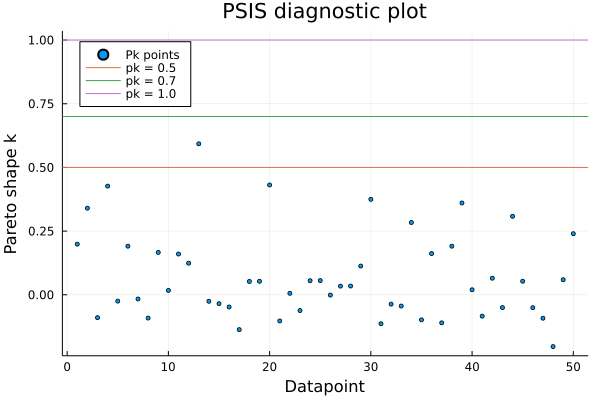 PSIS diagnostic plot
Pareto shape k
1.00
0.75
0.50
0.25
0.00
Pk points
pk = 0.5
pk = 0.7
pk = 1.0
0 10 20 30 40 50
Datapoint